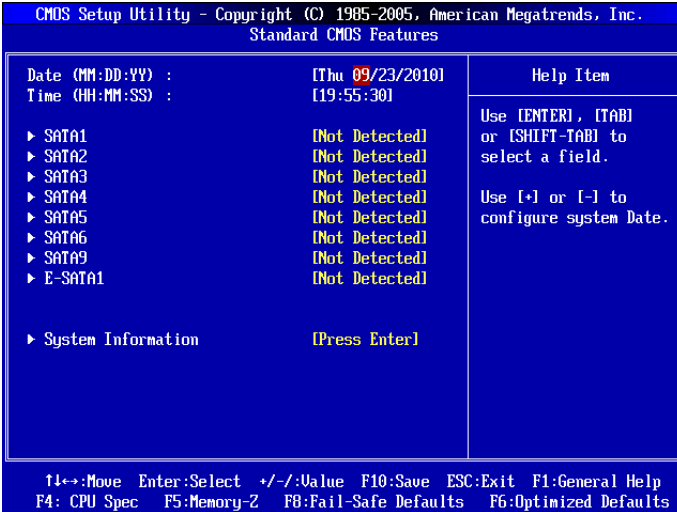 CMOS Setup Utility - Copyright (C) 1985-2005, American Megatrends, Inc.
Standard CMOS Features
Date (MM:DD:YY) : [Thu 09/23/2010]
Time (HH:MM:SS) : [19:55:30]
▶ SATA1 [Not Detected]
▶ SATA2 [Not Detected]
▶ SATA3 [Not Detected]
▶ SATA4 [Not Detected]
▶ SATA5 [Not Detected]
▶ SATA6 [Not Detected]
▶ SATA9 [Not Detected]
▶ E-SATA1 [Not Detected]
▶ System Information [Press Enter]
Help Item
Use [ENTER], [TAB]
or [SHIFT-TAB] to
select a field.
Use [+] or [-] to
configure system Date.
↑↓←→:Move Enter:Select +/-/:Value F10:Save ESC:Exit F1:General Help
F4: CPU Spec F5:Memory-Z F8:Fail-Safe Defaults F6:Optimized Defaults